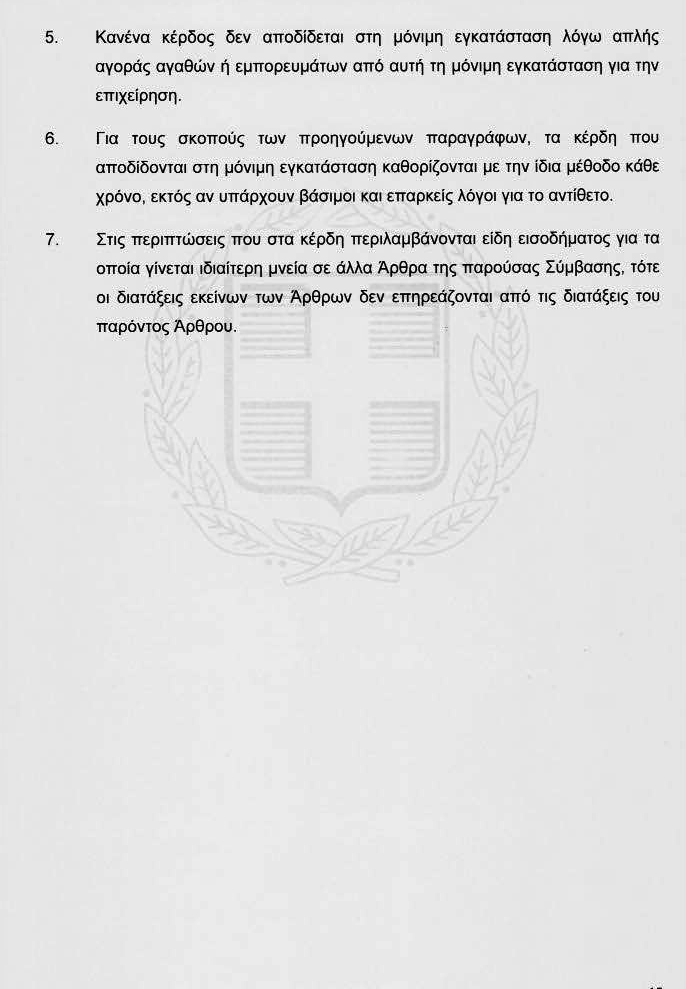 5. Κανένα κέρδος δεν αποδίδεται στη μόνιμη εγκατάσταση λόγω απλής
αγοράς αγαθών ή εμπορευμάτων από αυτή τη μόνιμη εγκατάσταση για την
επιχείρηση.
6. Για τους σκοπούς των προηγούμενων παραγράφων, τα κέρδη που
αποδίδονται στη μόνιμη εγκατάσταση καθορίζονται με την ίδια μέθοδο κάθε
χρόνο, εκτός αν υπάρχουν βάσιμοι και επαρκείς λόγοι για το αντίθετο.
7. Στις περιπτώσεις που στα κέρδη περιλαμβάνονται είδη εισοδήματος για τα
οποία γίνεται ιδιαίτερη μνεία σε άλλα Άρθρα της παρούσας Σύμβασης, τότε
οι διατάξεις εκείνων των Άρθρων δεν επηρεάζονται από τις διατάξεις του
παρόντος Άρθρου.